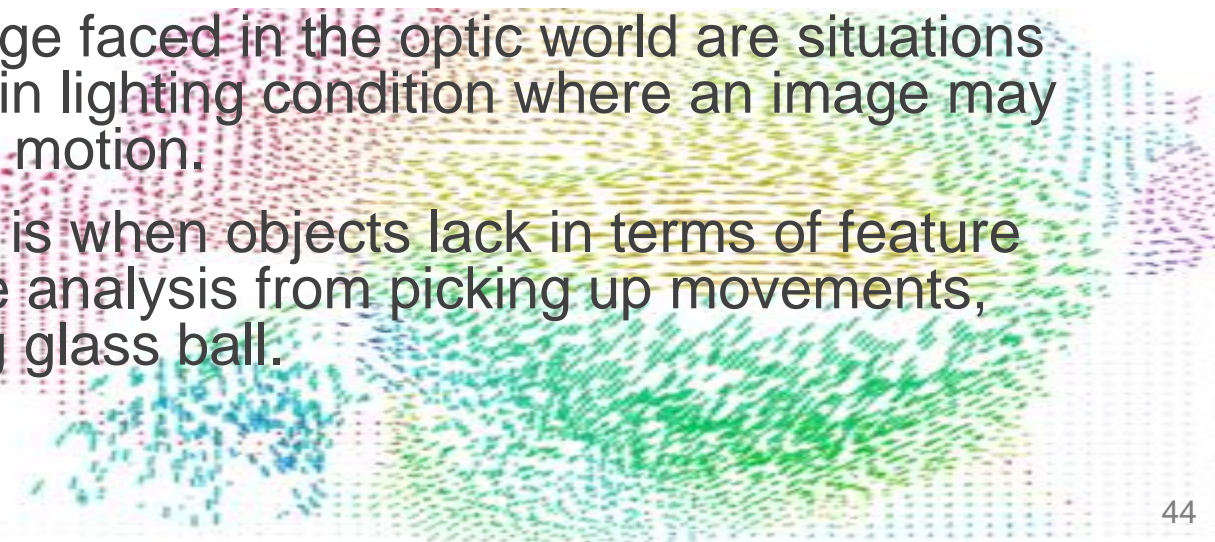 ge faced in the optic world are situations
in lighting condition where an image may
motion.
is when objects lack in terms of feature
e analysis from picking up movements,
g glass ball.
44